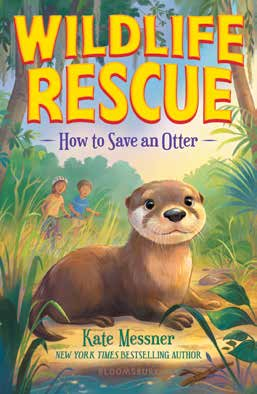 WILDLIFE
RESCUE
How to Save an Otter
Kate Messner
NEW YORK TIMES BESTSELLING AUTHOR
BLOOMSBURY